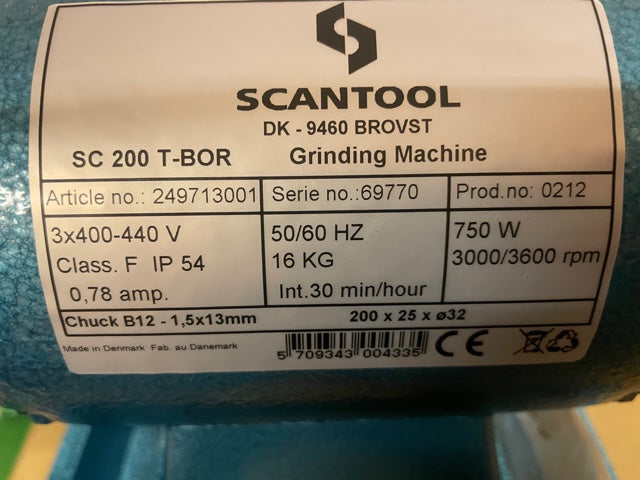 SCANTOOL
DK - 9460 BROVST
SC 200 T-BOR Grinding Machine
Article no.: 249713001 Serie no.:69770 Prod.no: 0212
3x400-440 V 50/60 HZ 750 W
Class. F IP 54 16 KG 3000/3600 rpm
0,78 amp. Int.30 min/hour
Chuck B12 - 1,5x13mm 200 x 25 x ø32
Made in Denmark Fab. au Danemark
5 709343 004335 CE